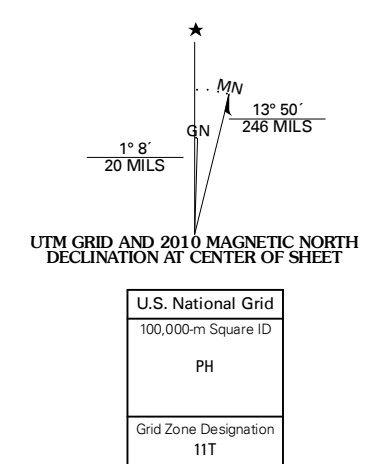 MN
13° 50´
246 MILS
GN
1° 8´
20 MILS
UTM GRID AND 2010 MAGNETIC NORTH
DECLINATION AT CENTER OF SHEET
U.S. National Grid
100,000-m Square ID
PH
Grid Zone Designation
11T